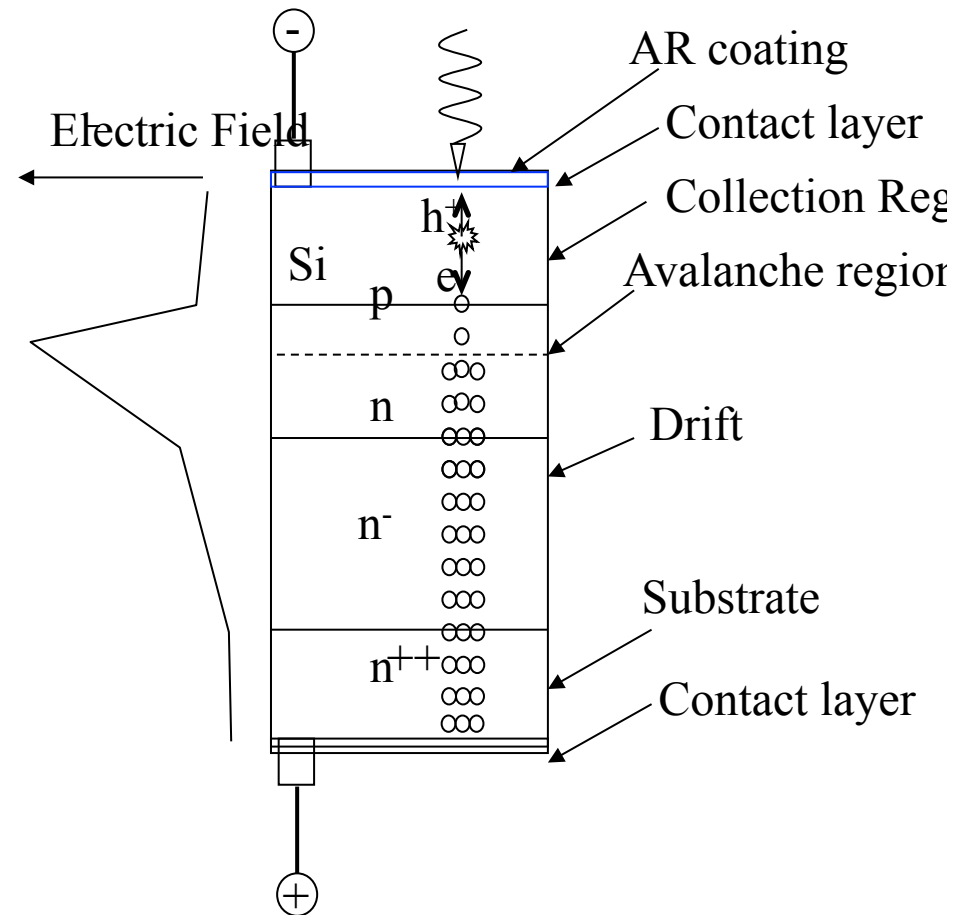 -
AR coating
Electric Field
Contact layer
h+
Collection Reg
Si
e
Avalanche region
p
n
Drift
n-
Substrate
n++
Contact layer
+